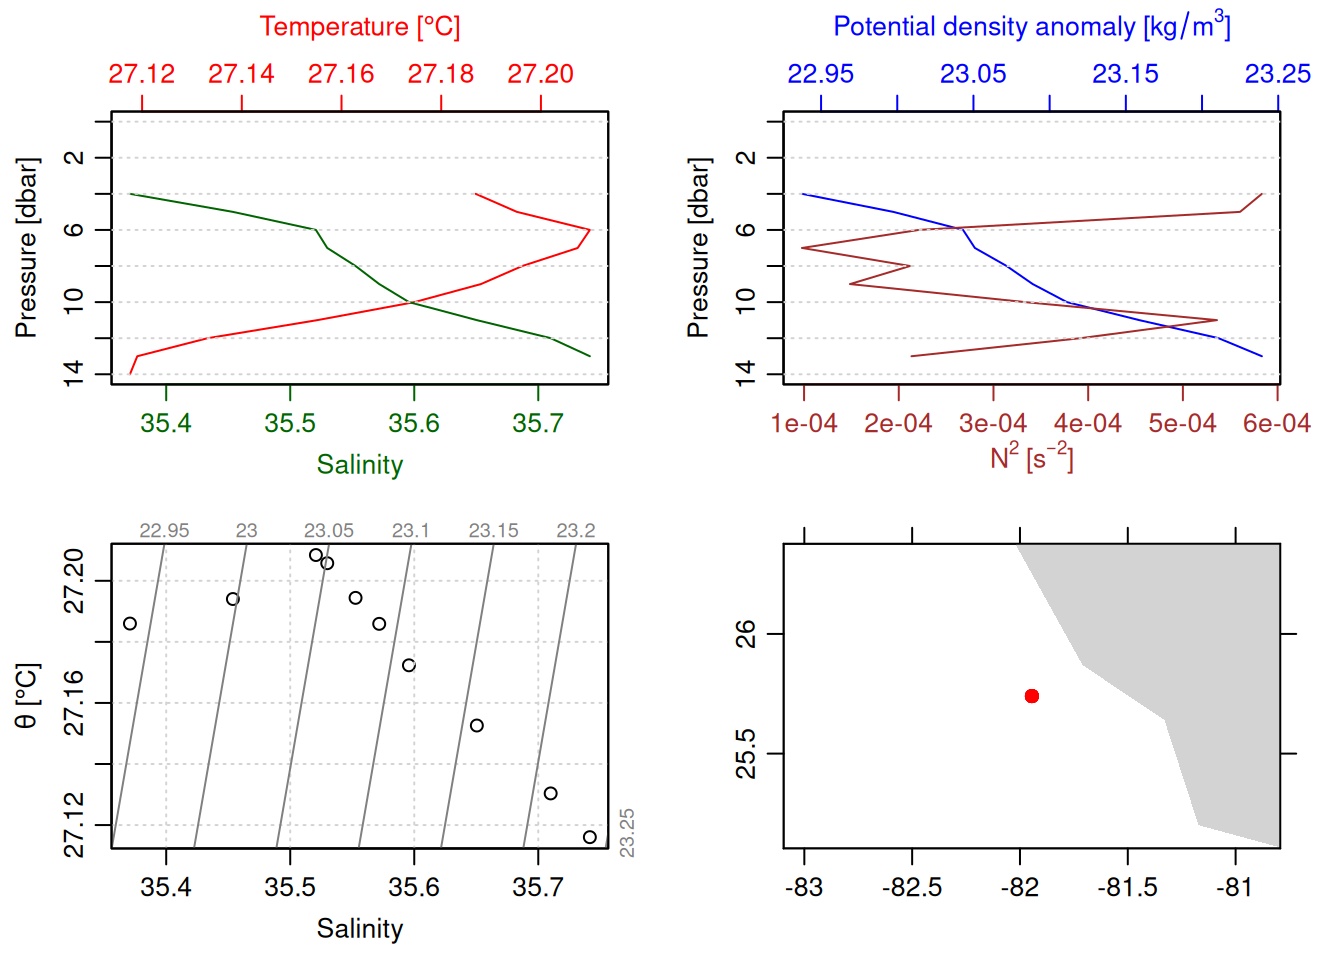 Temperature [°C]
27.12 27.14 27.16 27.18 27.20
Pressure [dbar]
2
6
10
14
35.4 35.5 35.6 35.7
Salinity
Potential density anomaly [kg/m³]
22.95 23.05 23.15 23.25
Pressure [dbar]
2
6
10
14
1e-04 2e-04 3e-04 4e-04 5e-04 6e-04
N² [s⁻²]
22.95 23 23.05 23.1 23.15 23.2
23.25
θ [°C]
27.20
27.16
27.12
35.4 35.5 35.6 35.7
Salinity
26
25.5
-83 -82.5 -82 -81.5 -81